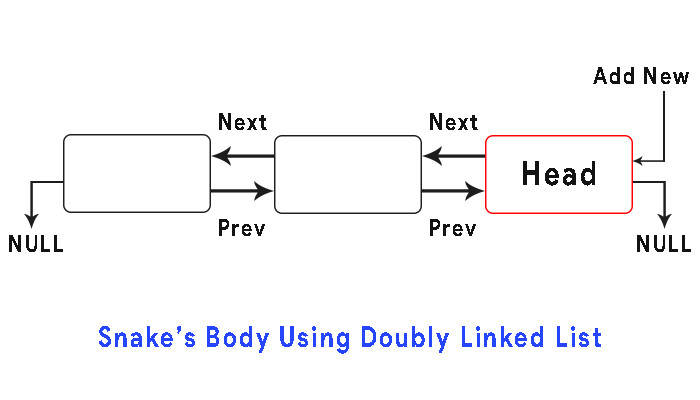 Add New
Next
Next
Head
Prev
Prev
NULL
NULL
Snake's Body Using Doubly Linked List